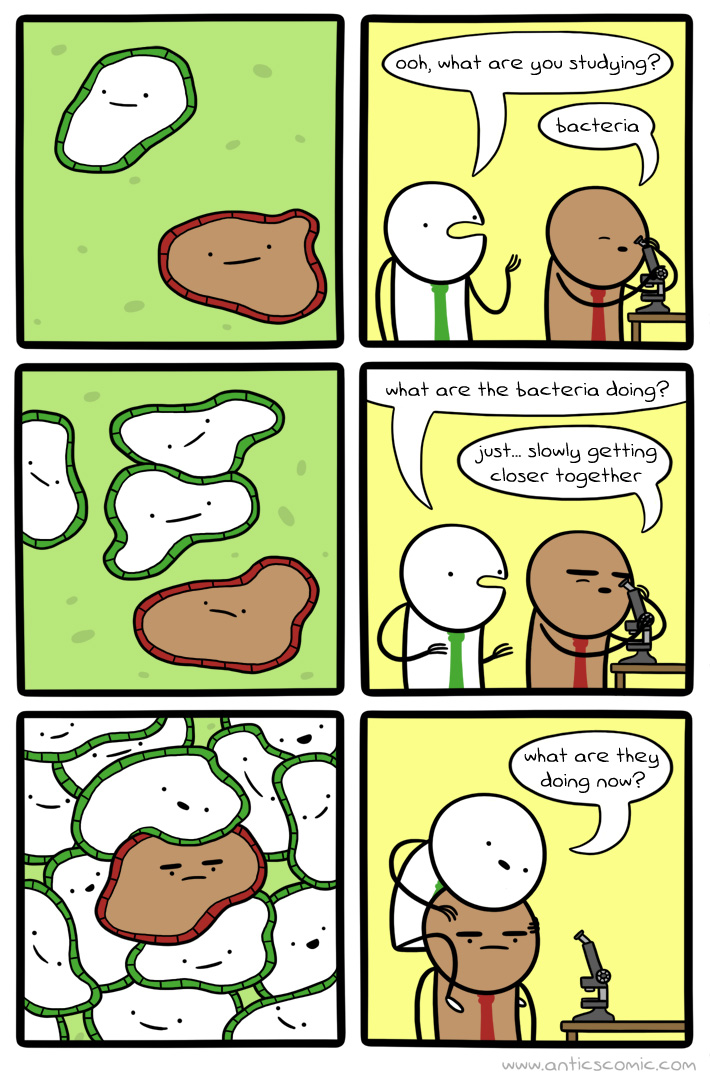 ooh, what are you studying?
bacteria
what are the bacteria doing?
just... slowly getting
closer together
what are they
doing now?
www.anticscomic.com